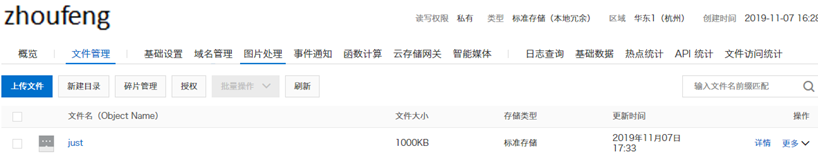 zhoufeng
读写权限 私有 类型 标准存储（本地冗余） 区域 华东1（杭州） 创建时间 2019-11-07 16:28
概览 文件管理 基础设置 域名管理 图片处理 事件通知 函数计算 云存储网关 智能媒体 日志查询 基础数据 热点统计 API 统计 文件访问统计
上传文件 新建目录 碎片管理 授权 批量操作 刷新 输入文件名前缀匹配
文件名（Object Name） 文件大小 存储类型 更新时间 操作
just 1000KB 标准存储 2019年11月07日 详情 更多
17:33